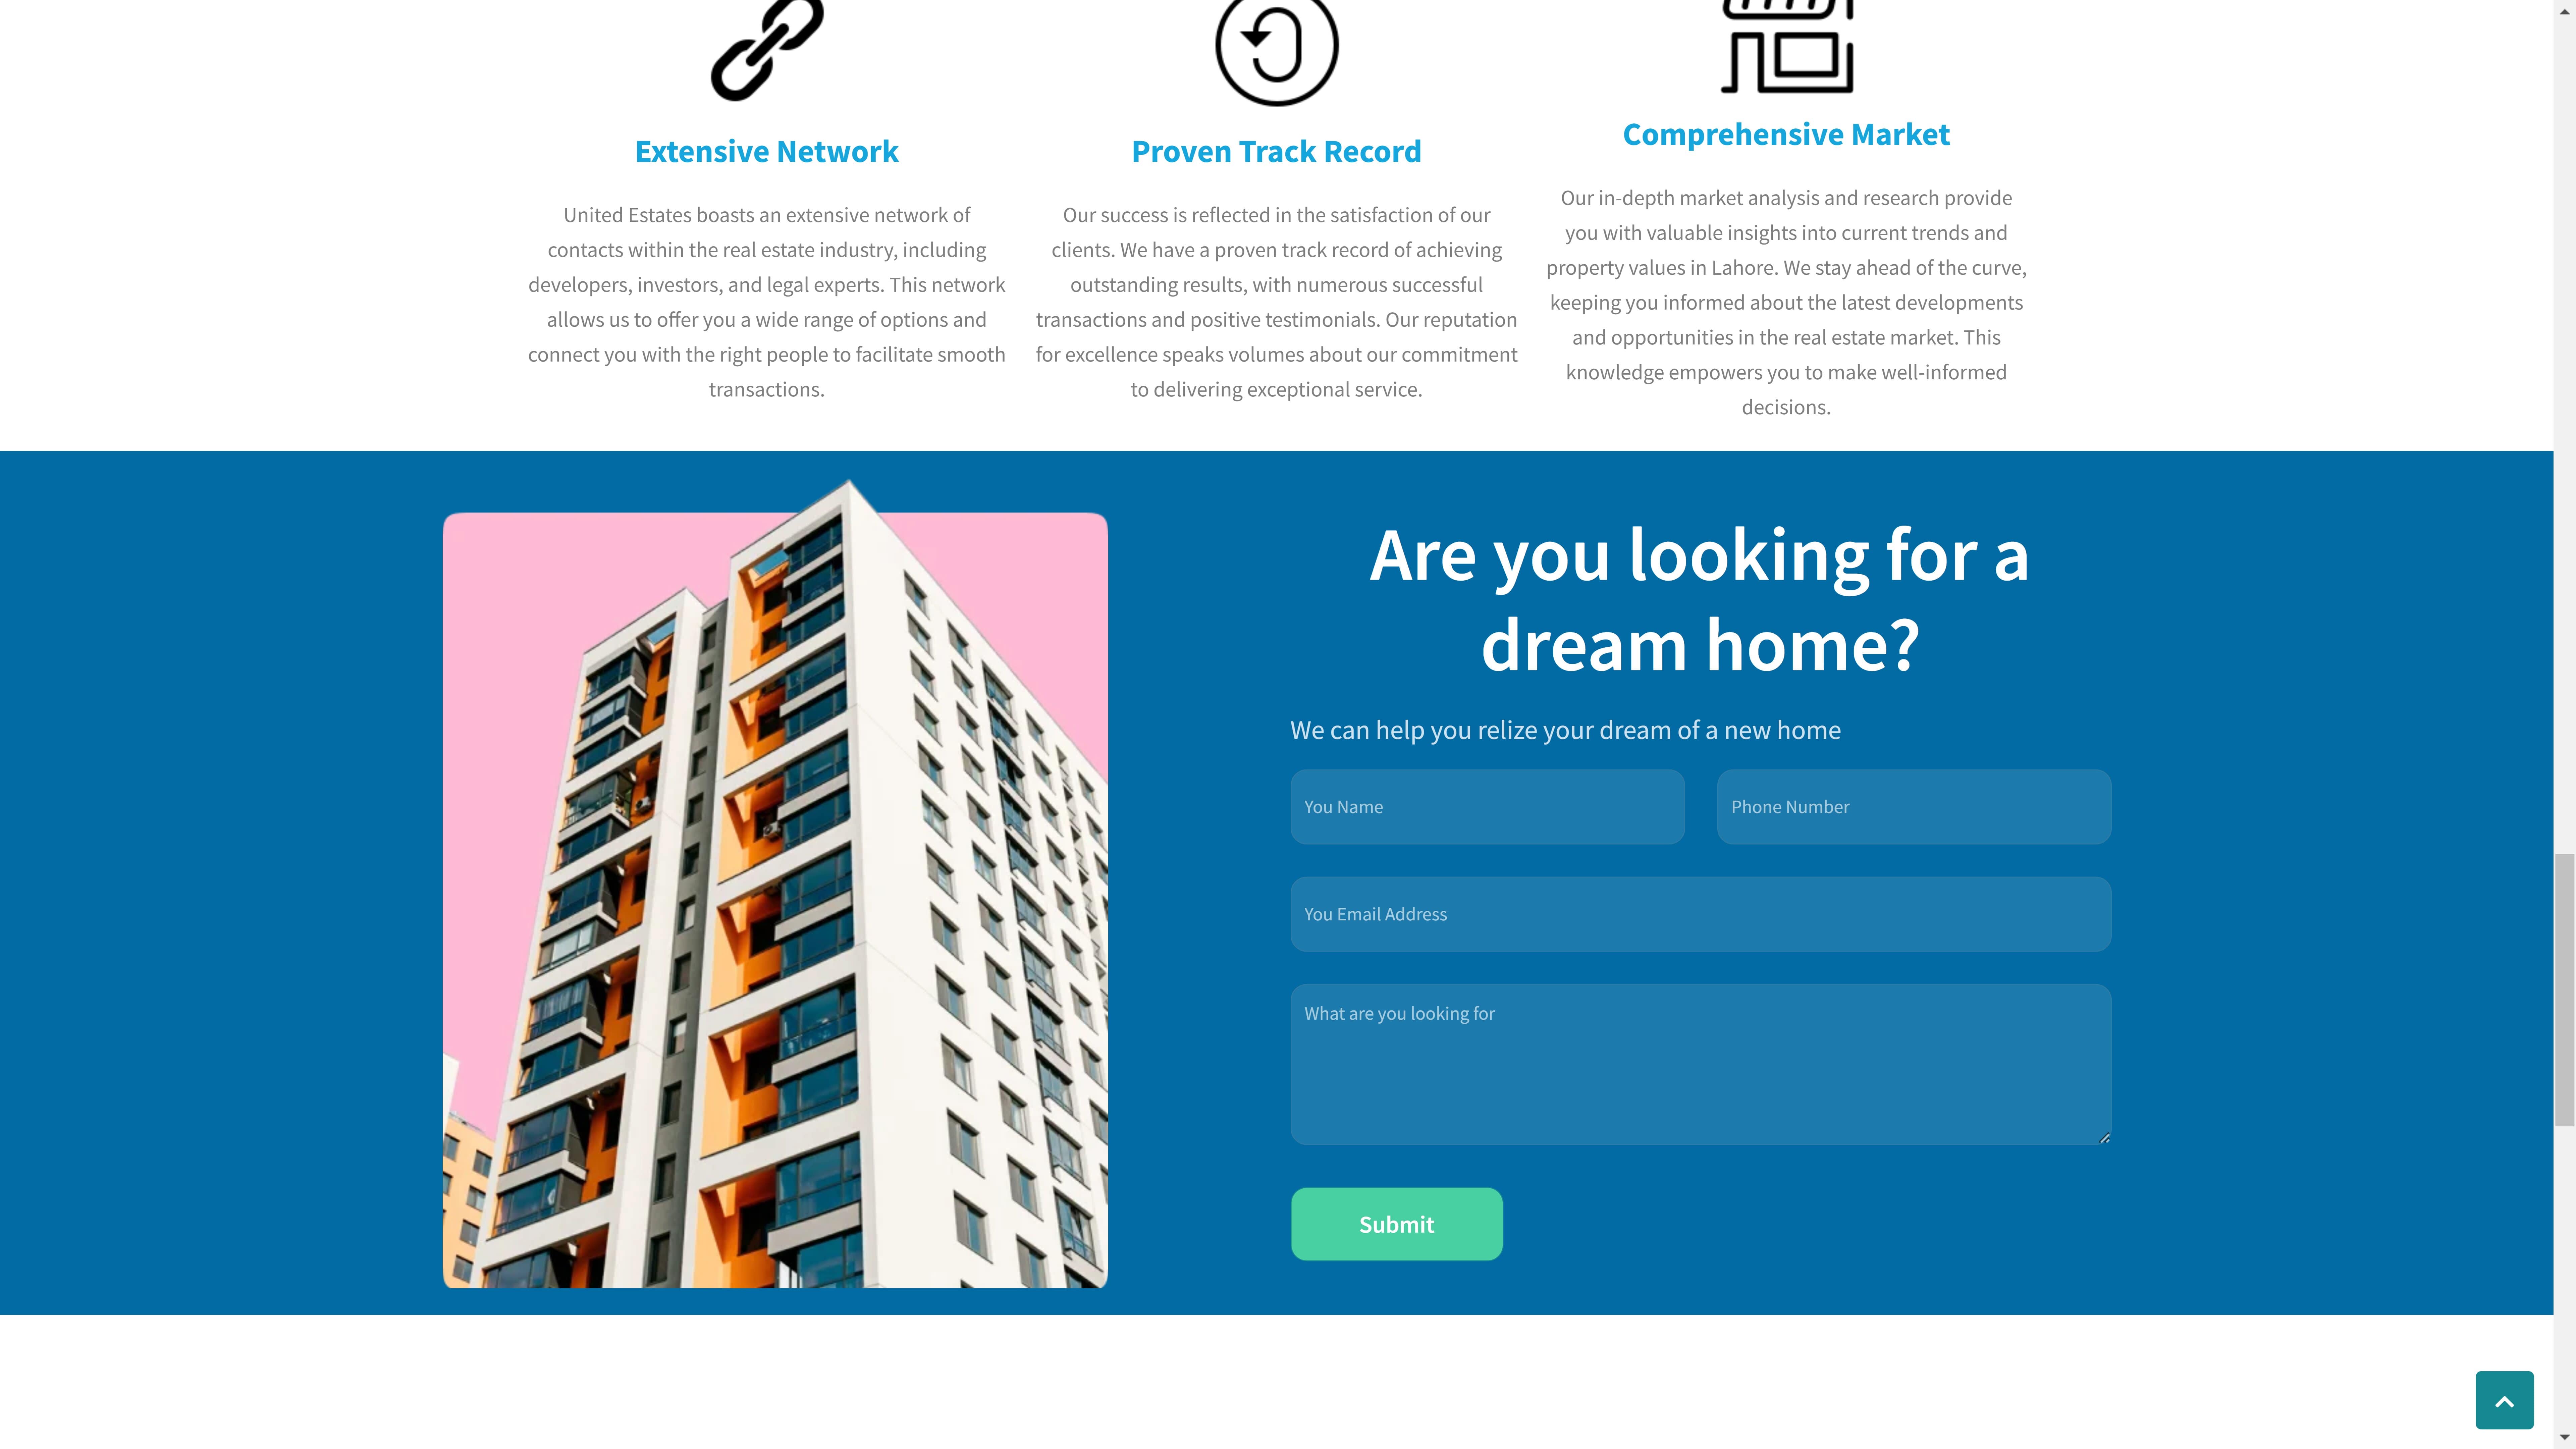 Extensive Network
United Estates boasts an extensive network of
contacts within the real estate industry, including
developers, investors, and legal experts. This network
allows us to offer you a wide range of options and
connect you with the right people to facilitate smooth
transactions.
Proven Track Record
Our success is reflected in the satisfaction of our
clients. We have a proven track record of achieving
outstanding results, with numerous successful
transactions and positive testimonials. Our reputation
for excellence speaks volumes about our commitment
to delivering exceptional service.
Comprehensive Market
Our in-depth market analysis and research provide
you with valuable insights into current trends and
property values in Lahore. We stay ahead of the curve,
keeping you informed about the latest developments
and opportunities in the real estate market. This
knowledge empowers you to make well-informed
decisions.
Are you looking for a
dream home?
We can help you relize your dream of a new home
You Name
Phone Number
You Email Address
What are you looking for
Submit